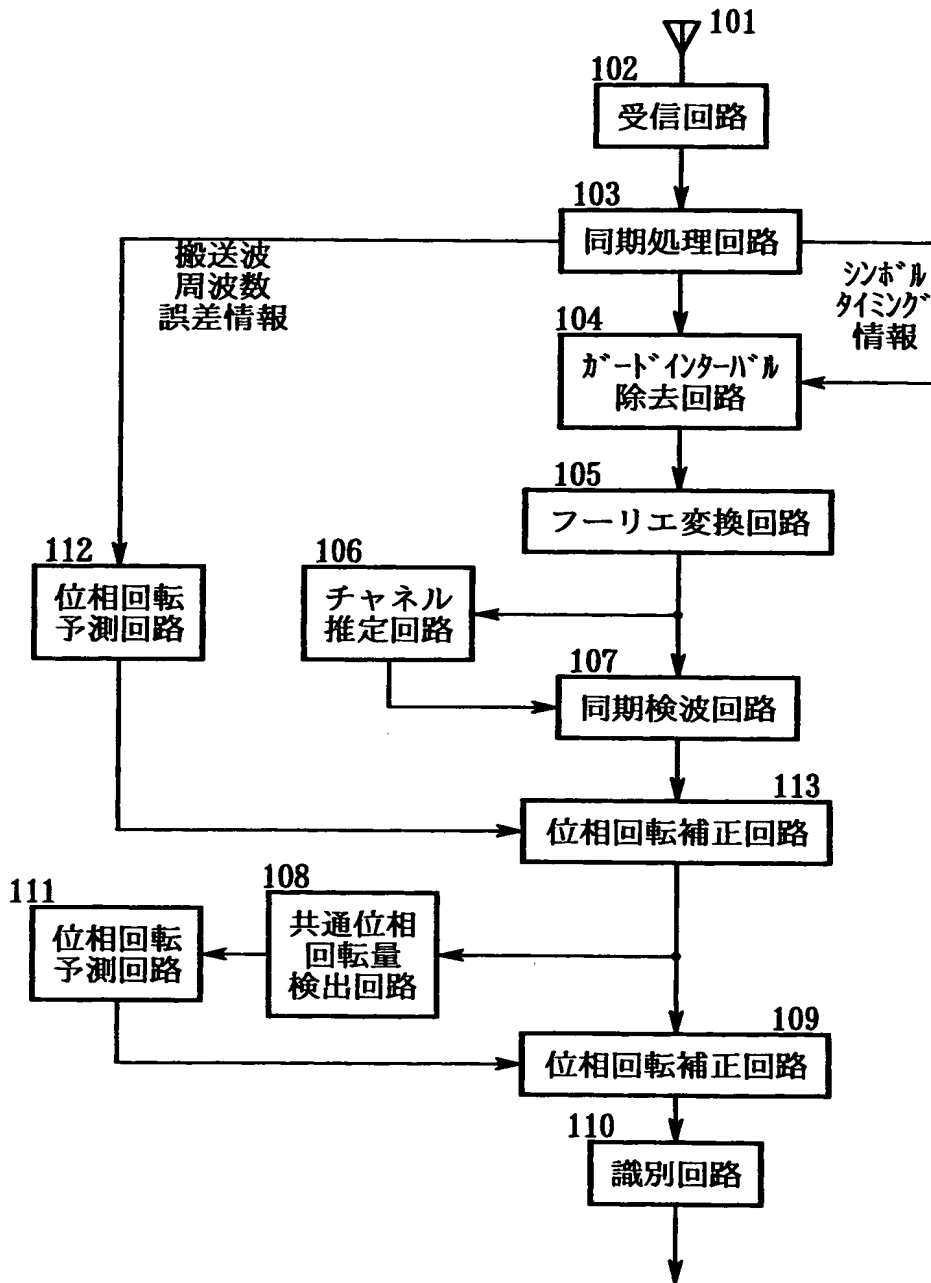 101
102
受信回路
103
同期処理回路
搬送波
周波数
誤差情報
シンボル
タイミング
情報
104
ガードインターバル
除去回路
105
フーリエ変換回路
112
位相回転
予測回路
106
チャネル
推定回路
107
同期検波回路
113
位相回転補正回路
111
位相回転
予測回路
108
共通位相
回転量
検出回路
109
位相回転補正回路
110
識別回路